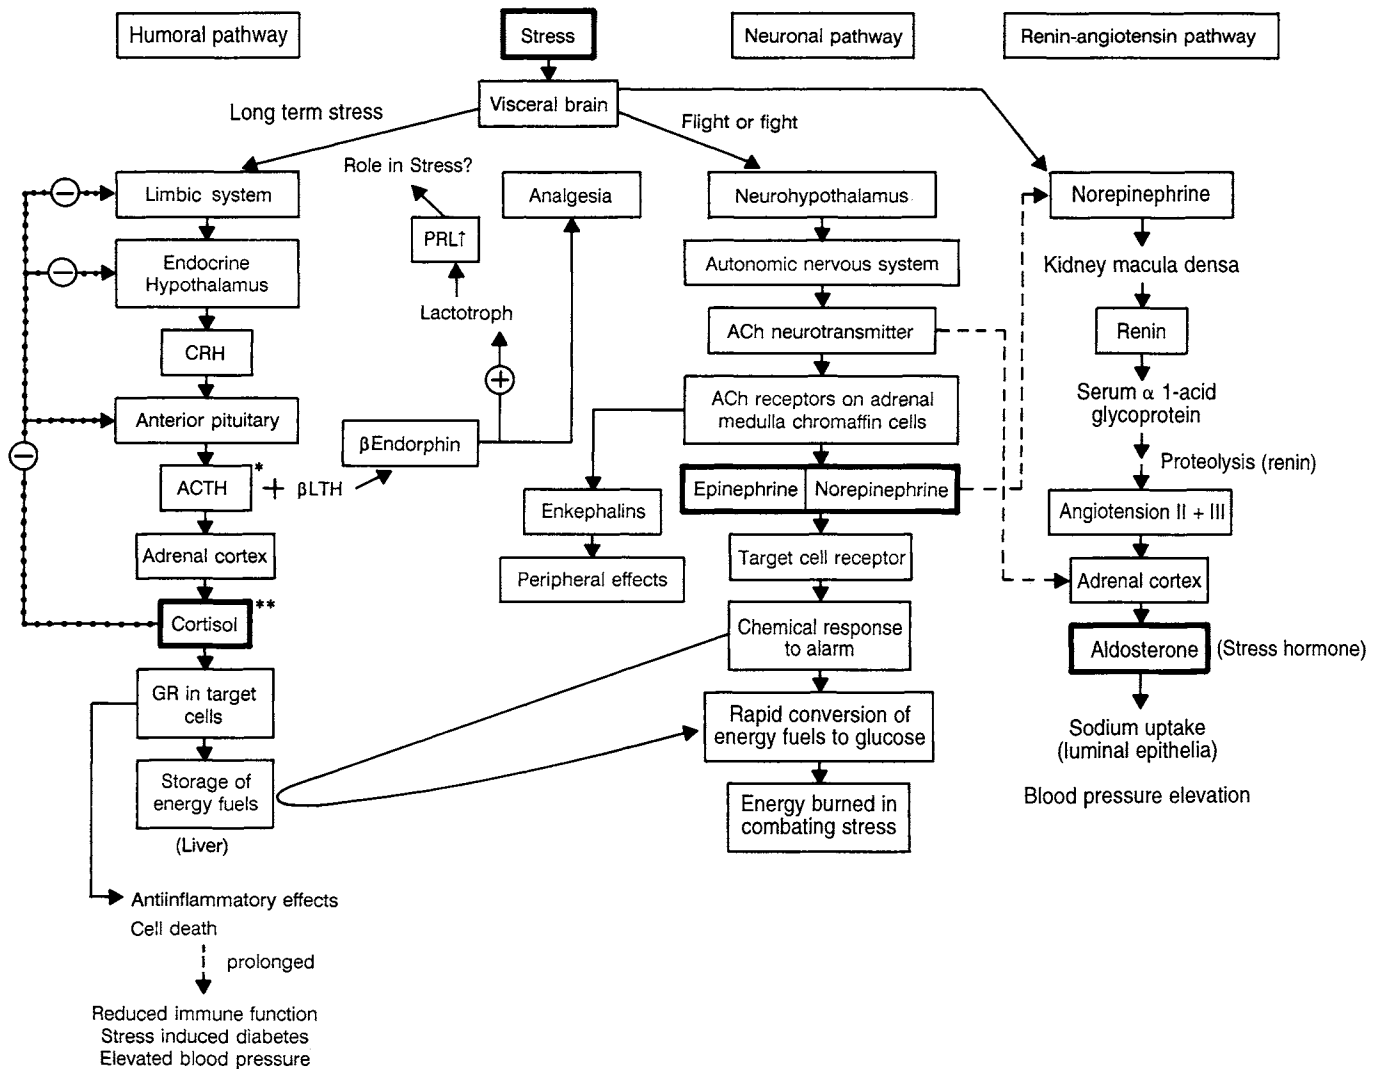 Humoral pathway
Stress
Neuronal pathway
Renin-angiotensin pathway
Visceral brain
Long term stress
Flight or fight
Role in Stress?
Limbic system
Analgesia
Neurohypothalamus
Norepinephrine
PRL↑
Endocrine
Hypothalamus
Autonomic nervous system
Kidney macula densa
Lactotroph
CRH
ACh neurotransmitter
Renin
+
Anterior pituitary
ACh receptors on adrenal
medulla chromaffin cells
Serum α 1-acid
glycoprotein
βEndorphin
Proteolysis (renin)
ACTH * + βLTH
Epinephrine
Norepinephrine
Enkephalins
Angiotension II + III
Adrenal cortex
Target cell receptor
Peripheral effects
Adrenal cortex
Cortisol **
Chemical response
to alarm
Aldosterone (Stress hormone)
GR in target
cells
Rapid conversion of
energy fuels to glucose
Sodium uptake
(luminal epithelia)
Storage of
energy fuels
(Liver)
Energy burned in
combating stress
Blood pressure elevation
Antiinflammatory effects
Cell death
prolonged
Reduced immune function
Stress induced diabetes
Elevated blood pressure
−
−
−